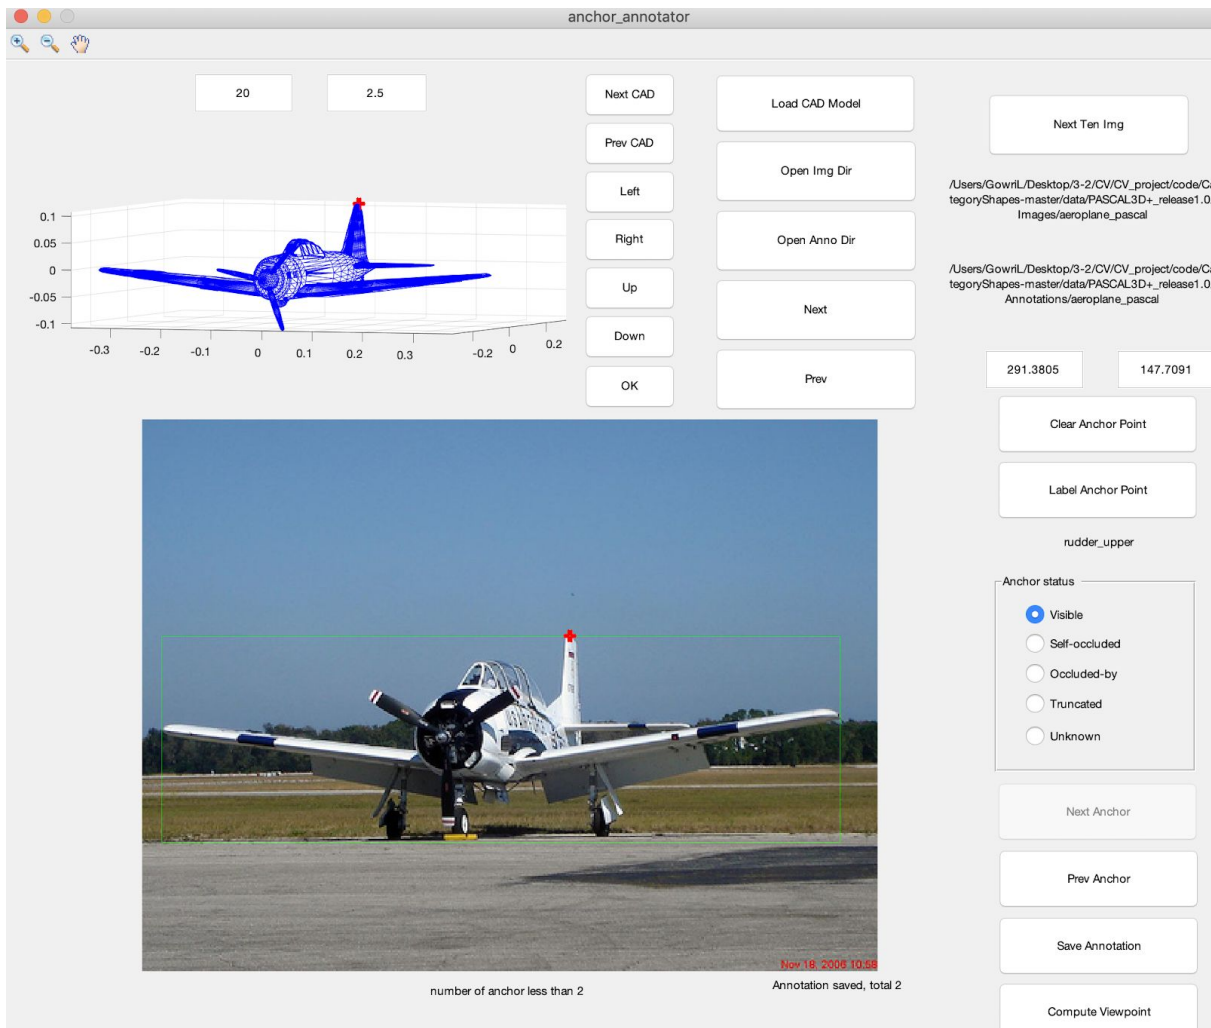 anchor_annotator
20
2.5
Next CAD
Prev CAD
Left
Right
Up
Down
OK
Load CAD Model
Open Img Dir
Open Anno Dir
Next
Prev
Next Ten Img
/Users/GowriL/Desktop/3-2/CV/CV_project/code/Ca
tegoryShapes-master/data/PASCAL3D+_release1.0.
Images/aeroplane_pascal
/Users/GowriL/Desktop/3-2/CV/CV_project/code/Ca
tegoryShapes-master/data/PASCAL3D+_release1.0.
Annotations/aeroplane_pascal
0.1
0.05
0
-0.05
-0.1
-0.3
-0.2
-0.1
0
0.1
0.2
0.3
-0.2
0
0.2
291.3805
147.7091
Clear Anchor Point
Label Anchor Point
rudder_upper
Anchor status
Visible
Self-occluded
Occluded-by
Truncated
Unknown
Next Anchor
Prev Anchor
Save Annotation
Compute Viewpoint
Nov 18, 2006 10:58
number of anchor less than 2
Annotation saved, total 2